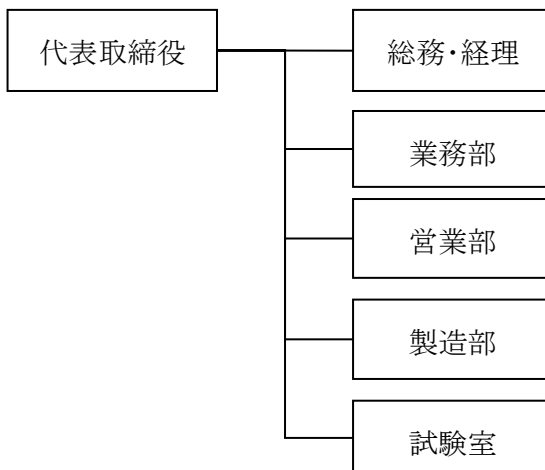 代表取締役
総務・経理
業務部
営業部
製造部
試験室